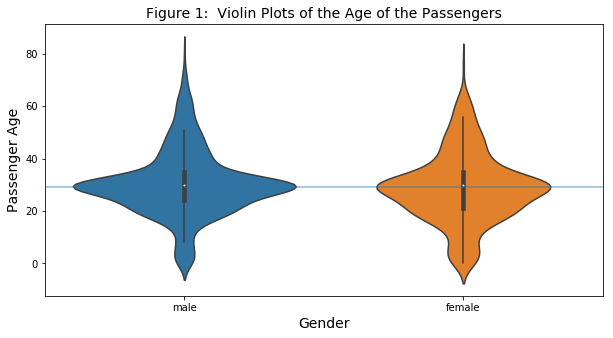 Figure 1:  Violin Plots of the Age of the Passengers
80
60
40
20
0
Passenger Age
male
female
Gender